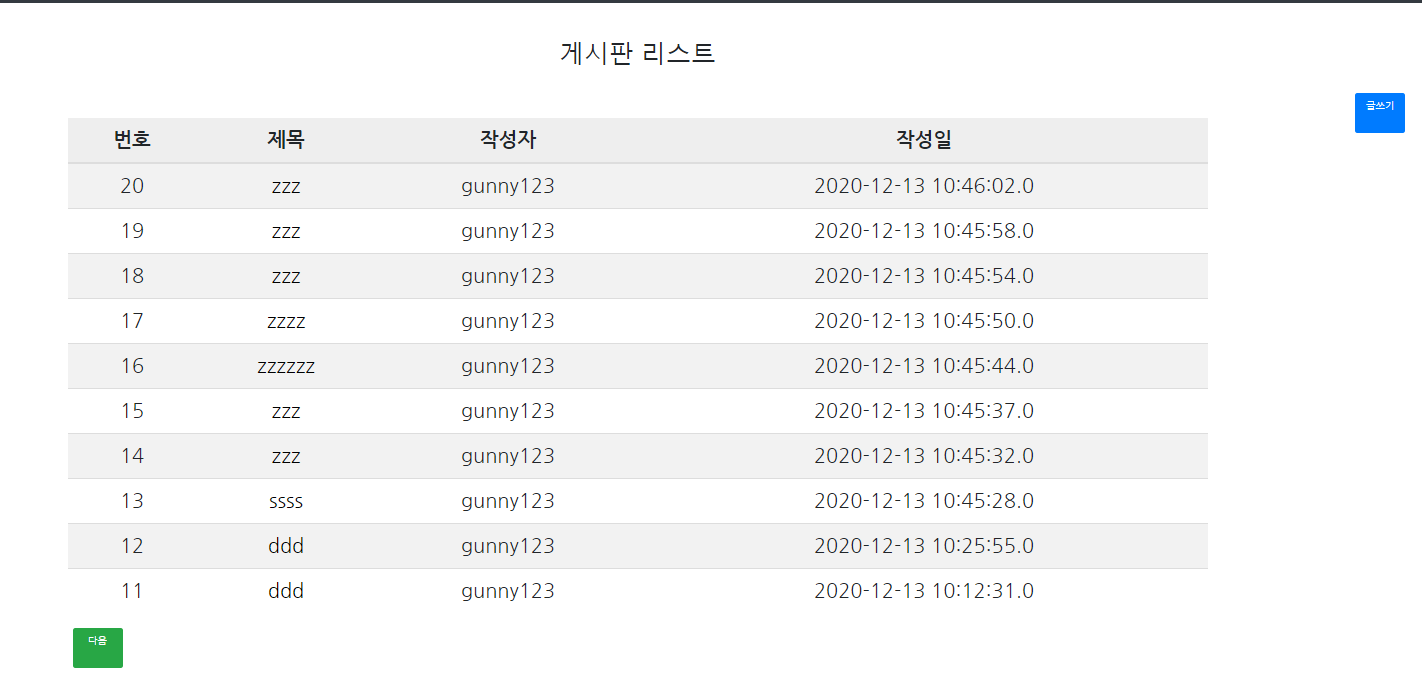 게시판 리스트
글쓰기
번호 제목 작성자 작성일
20 zzz gunny123 2020-12-13 10:46:02.0
19 zzz gunny123 2020-12-13 10:45:58.0
18 zzz gunny123 2020-12-13 10:45:54.0
17 zzzz gunny123 2020-12-13 10:45:50.0
16 zzzzzz gunny123 2020-12-13 10:45:44.0
15 zzz gunny123 2020-12-13 10:45:37.0
14 zzz gunny123 2020-12-13 10:45:32.0
13 ssss gunny123 2020-12-13 10:45:28.0
12 ddd gunny123 2020-12-13 10:25:55.0
11 ddd gunny123 2020-12-13 10:12:31.0
다음